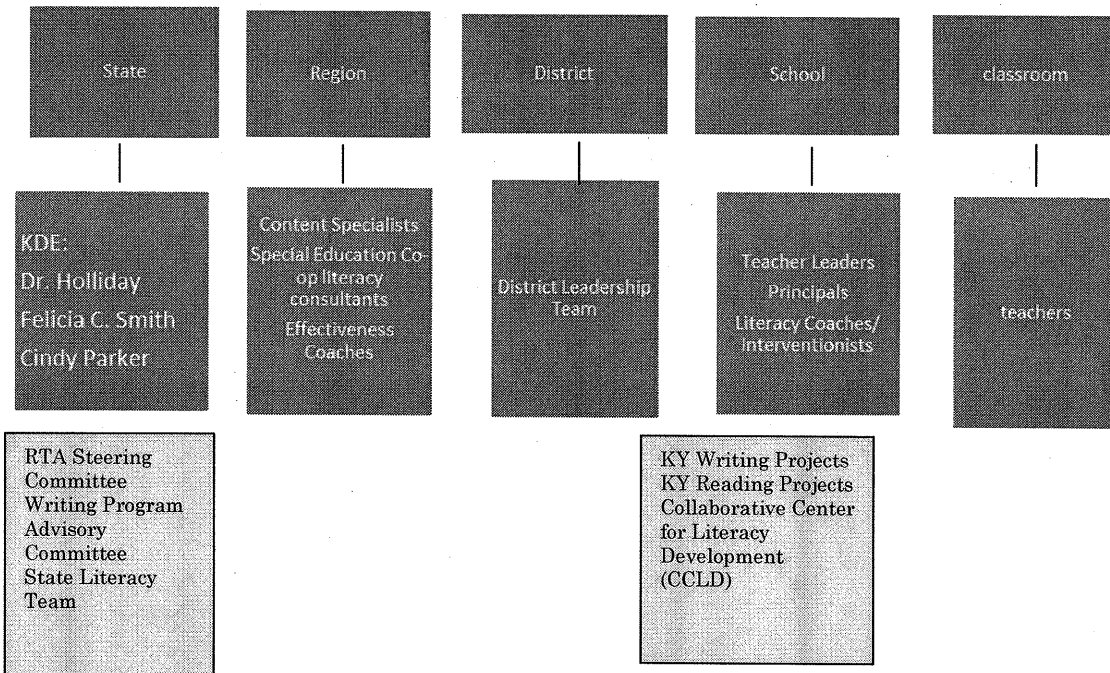 State
Region
District
School
classroom
KDE:
Dr. Holliday
Felicia C. Smith
Cindy Parker
Content Specialists
Special Education Co-
op literacy
consultants
Effectiveness
Coaches
District Leadership
Team
Teacher Leaders
Principals
Literacy Coaches/
Interventionists
teachers
RTA Steering
Committee
Writing Program
Advisory
Committee
State Literacy
Team
KY Writing Projects
KY Reading Projects
Collaborative Center
for Literacy
Development
(CCLD)